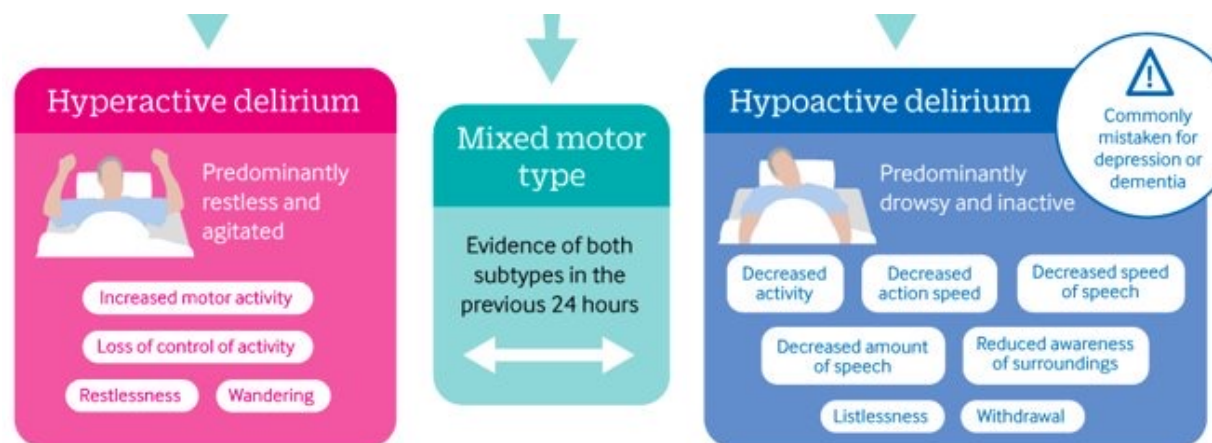 Hyperactive delirium
Predominantly
restless and
agitated
Increased motor activity
Loss of control of activity
Restlessness
Wandering
Mixed motor
type
Evidence of both
subtypes in the
previous 24 hours
Hypoactive delirium
Commonly
mistaken for
depression or
dementia
Predominantly
drowsy and inactive
Decreased
activity
Decreased
action speed
Decreased speed
of speech
Decreased amount
of speech
Reduced awareness
of surroundings
Listlessness
Withdrawal